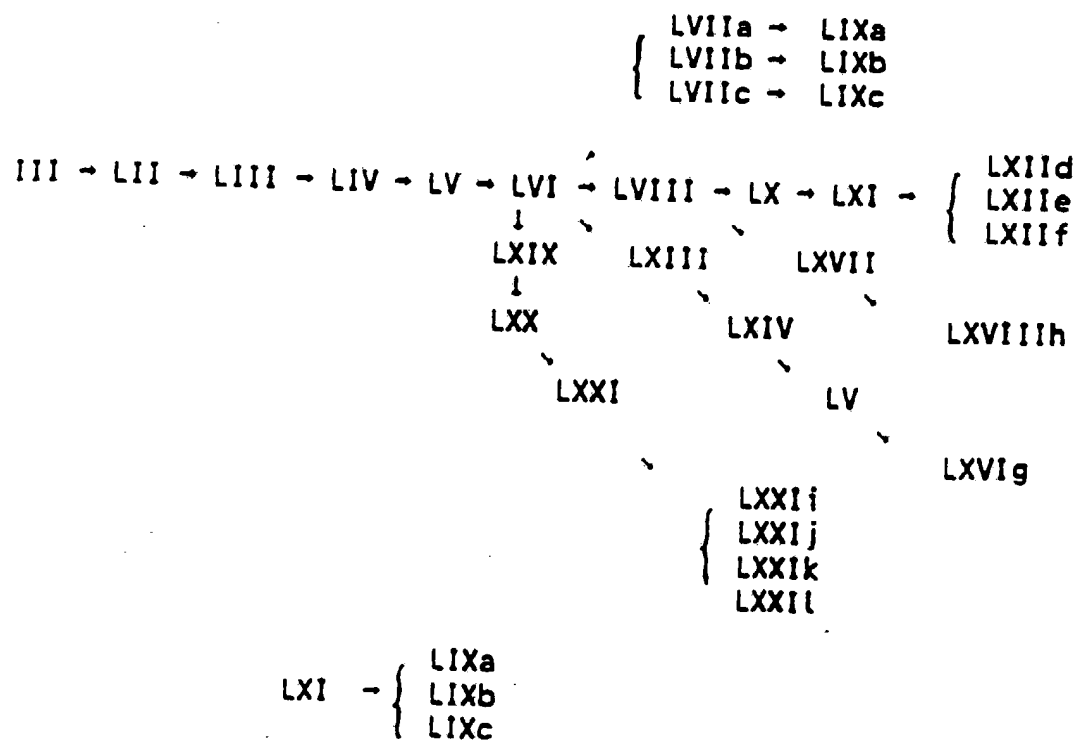 LVIIa → LIXa
LVIIb → LIXb
LVIIc → LIXc
III → LII → LIII → LIV → LV → LVI → LVIII → LX → LXI →
LXIId
LXIIe
LXIIf
LXIX LXIII LXVII
LXX LXIV LXVIIIh
LXXI LV
LXVIg
LXXIi
LXXIj
LXXIk
LXXIl
LXI → LIXa
LIXb
LIXc